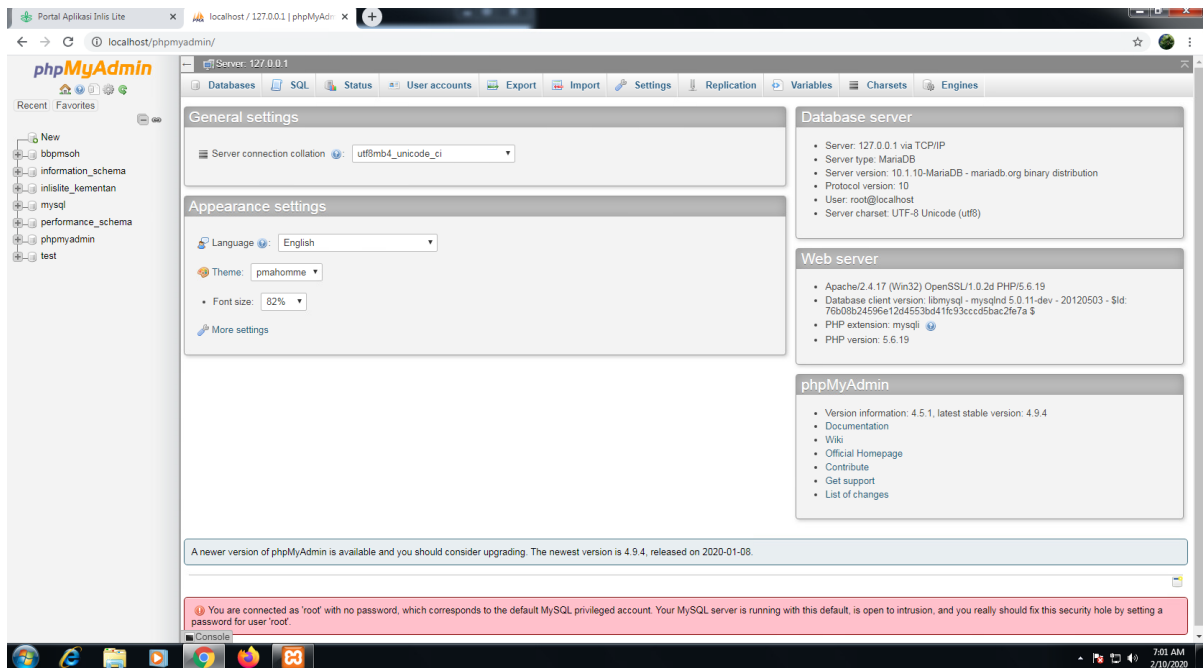 Portal Aplikasi Inlis Lite
localhost / 127.0.0.1 | phpMyAdn
localhost/phpmyadmin/
phpMyAdmin
Recent Favorites
New
bbpmsoh
information_schema
inlislite_kementan
mysql
performance_schema
phpmyadmin
test
Server: 127.0.0.1
Databases SQL Status User accounts Export Import Settings Replication Variables Charsets Engines
General settings
Server connection collation : utf8mb4_unicode_ci
Appearance settings
Language : English
Theme: pmahomme
Font size: 82%
More settings
Database server
Server: 127.0.0.1 via TCP/IP
Server type: MariaDB
Server version: 10.1.10-MariaDB - mariadb.org binary distribution
Protocol version: 10
User: root@localhost
Server charset: UTF-8 Unicode (utf8)
Web server
Apache/2.4.17 (Win32) OpenSSL/1.0.2d PHP/5.6.19
Database client version: libmysql - mysqlnd 5.0.11-dev - 20120503 - $Id:
76b08b24596e12d4553bd41fc93cccd5bac2fe7a $
PHP extension: mysqli
PHP version: 5.6.19
phpMyAdmin
Version information: 4.5.1, latest stable version: 4.9.4
Documentation
Wiki
Official Homepage
Contribute
Get support
List of changes
A newer version of phpMyAdmin is available and you should consider upgrading. The newest version is 4.9.4, released on 2020-01-08.
You are connected as 'root' with no password, which corresponds to the default MySQL privileged account. Your MySQL server is running with this default, is open to intrusion, and you really should fix this security hole by setting a
password for user 'root'.
Console
7:01 AM
2/10/2020